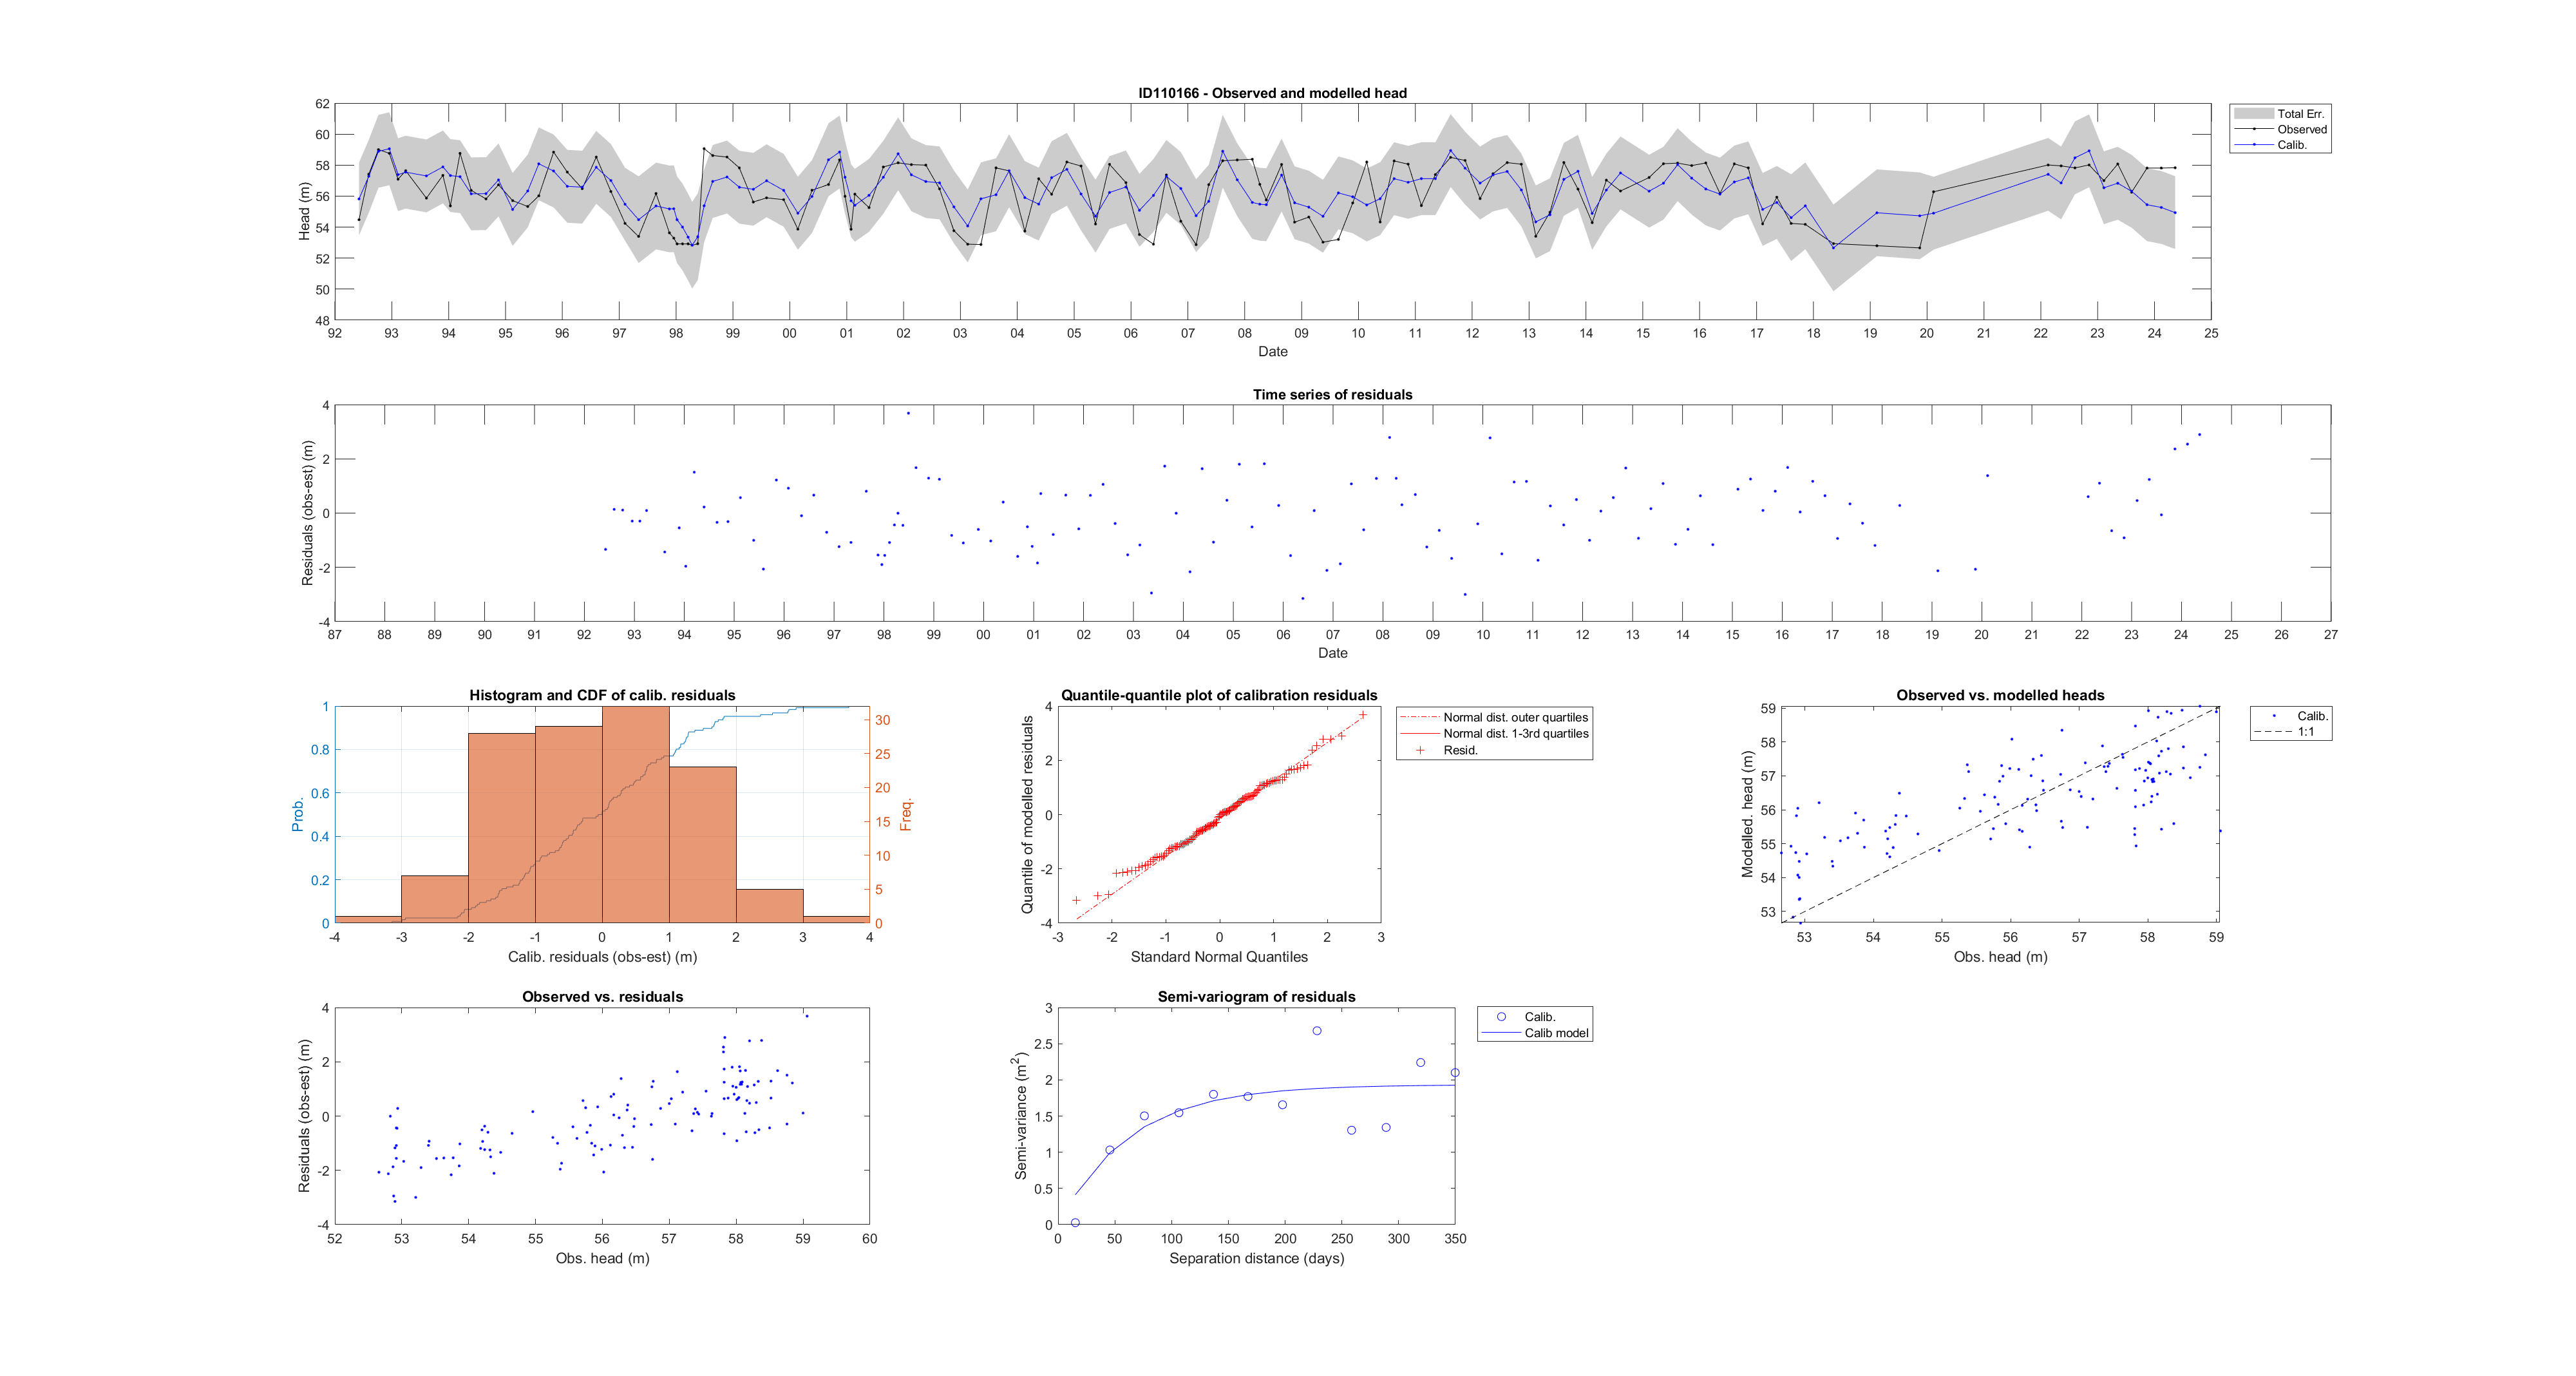 ID110166 - Observed and modelled head
Head (m)
62
60
58
56
54
52
50
48
92 93 94 95 96 97 98 99 00 01 02 03 04 05 06 07 08 09 10 11 12 13 14 15 16 17 18 19 20 21 22 23 24 25
Date
Total Err.
Observed
Calib.
Time series of residuals
Residuals (obs-est) (m)
4
2
0
-2
-4
87 88 89 90 91 92 93 94 95 96 97 98 99 00 01 02 03 04 05 06 07 08 09 10 11 12 13 14 15 16 17 18 19 20 21 22 23 24 25 26 27
Date
Histogram and CDF of calib. residuals
Prob.
1
0.8
0.6
0.4
0.2
0
Freq.
30
25
20
15
10
5
0
-4 -3 -2 -1 0 1 2 3 4
Calib. residuals (obs-est) (m)
Quantile-quantile plot of calibration residuals
Quantile of modelled residuals
4
2
0
-2
-4
-3 -2 -1 0 1 2 3
Standard Normal Quantiles
Normal dist. outer quartiles
Normal dist. 1-3rd quartiles
Resid.
Observed vs. modelled heads
Modelled. head (m)
59
58
57
56
55
54
53
53 54 55 56 57 58 59
Obs. head (m)
Calib.
1:1
Observed vs. residuals
Residuals (obs-est) (m)
4
2
0
-2
-4
52 53 54 55 56 57 58 59 60
Obs. head (m)
Semi-variogram of residuals
Semi-variance (m²)
3
2.5
2
1.5
1
0.5
0
0 50 100 150 200 250 300 350
Separation distance (days)
Calib.
Calib model